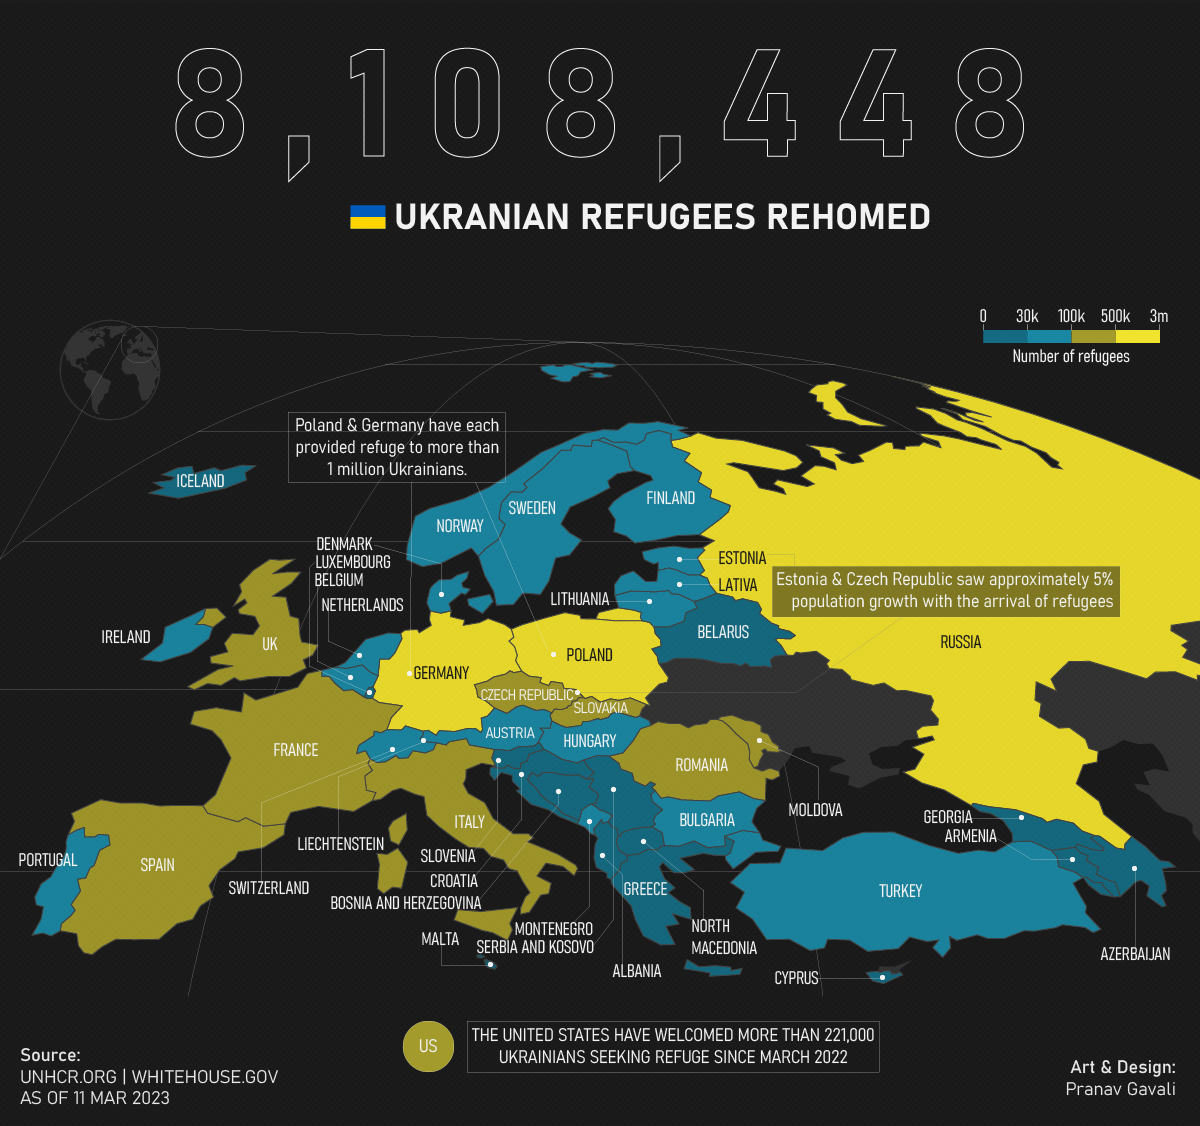 8,108,448
UKRANIAN REFUGEES REHOMED
0 30k 100k 500k 3m
Number of refugees
Poland & Germany have each
provided refuge to more than
1 million Ukrainians.
ICELAND
NORWAY
SWEDEN
FINLAND
DENMARK
LUXEMBOURG
BELGIUM
NETHERLANDS
ESTONIA
LATIVA
LITHUANIA
Estonia & Czech Republic saw approximately 5%
population growth with the arrival of refugees
IRELAND
UK
BELARUS
RUSSIA
GERMANY
POLAND
CZECH REPUBLIC
SLOVAKIA
FRANCE
AUSTRIA
HUNGARY
ROMANIA
MOLDOVA
ITALY
BULGARIA
GEORGIA
ARMENIA
LIECHTENSTEIN
PORTUGAL
SPAIN
SLOVENIA
SWITZERLAND
CROATIA
GREECE
TURKEY
BOSNIA AND HERZEGOVINA
MONTENEGRO
NORTH
MACEDONIA
MALTA
SERBIA AND KOSOVO
AZERBAIJAN
ALBANIA
CYPRUS
US
THE UNITED STATES HAVE WELCOMED MORE THAN 221,000
UKRAINIANS SEEKING REFUGE SINCE MARCH 2022
Source:
UNHCR.ORG | WHITEHOUSE.GOV
AS OF 11 MAR 2023
Art & Design:
Pranav Gavali